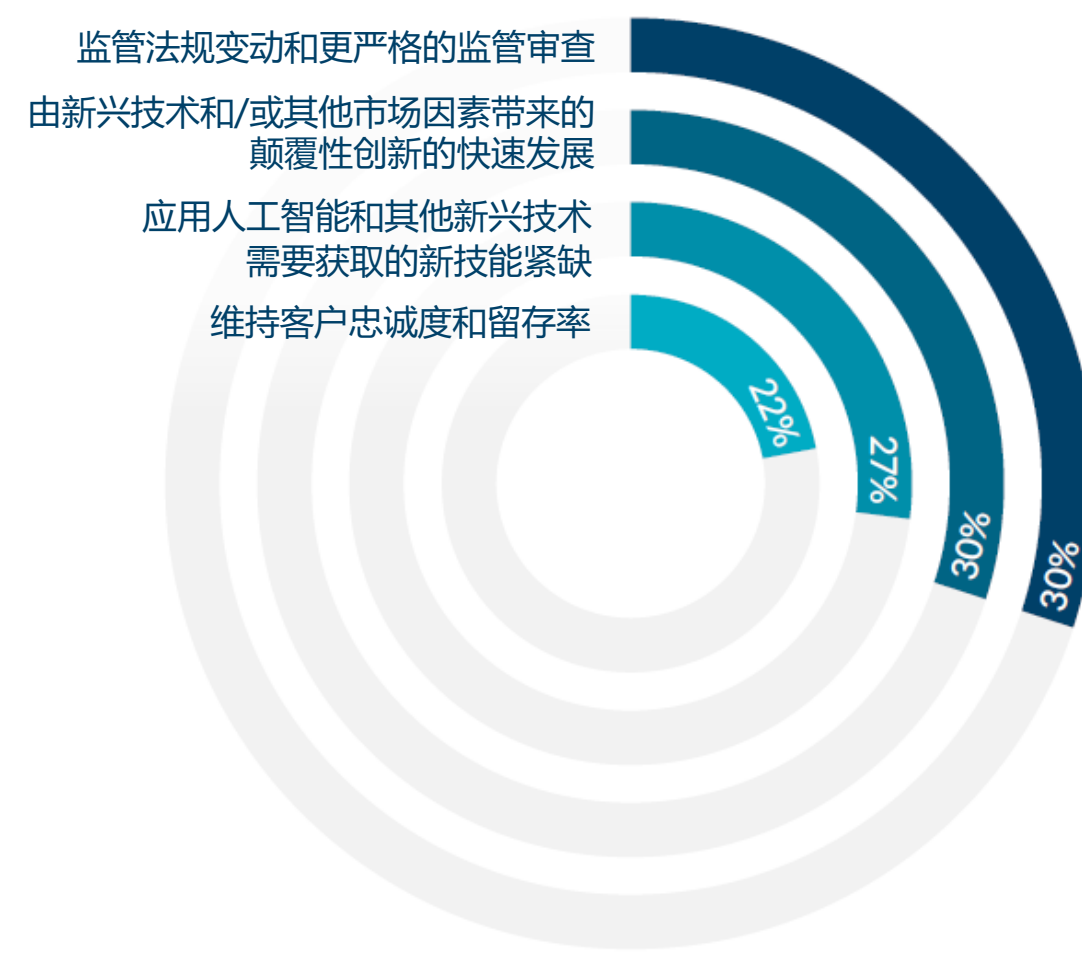 监管法规变动和更严格的监管审查
由新兴技术和/或其他市场因素带来的
颠覆性创新的快速发展
应用人工智能和其他新兴技术
需要获取的新技能紧缺
维持客户忠诚度和留存率
22%
27%
30%
30%